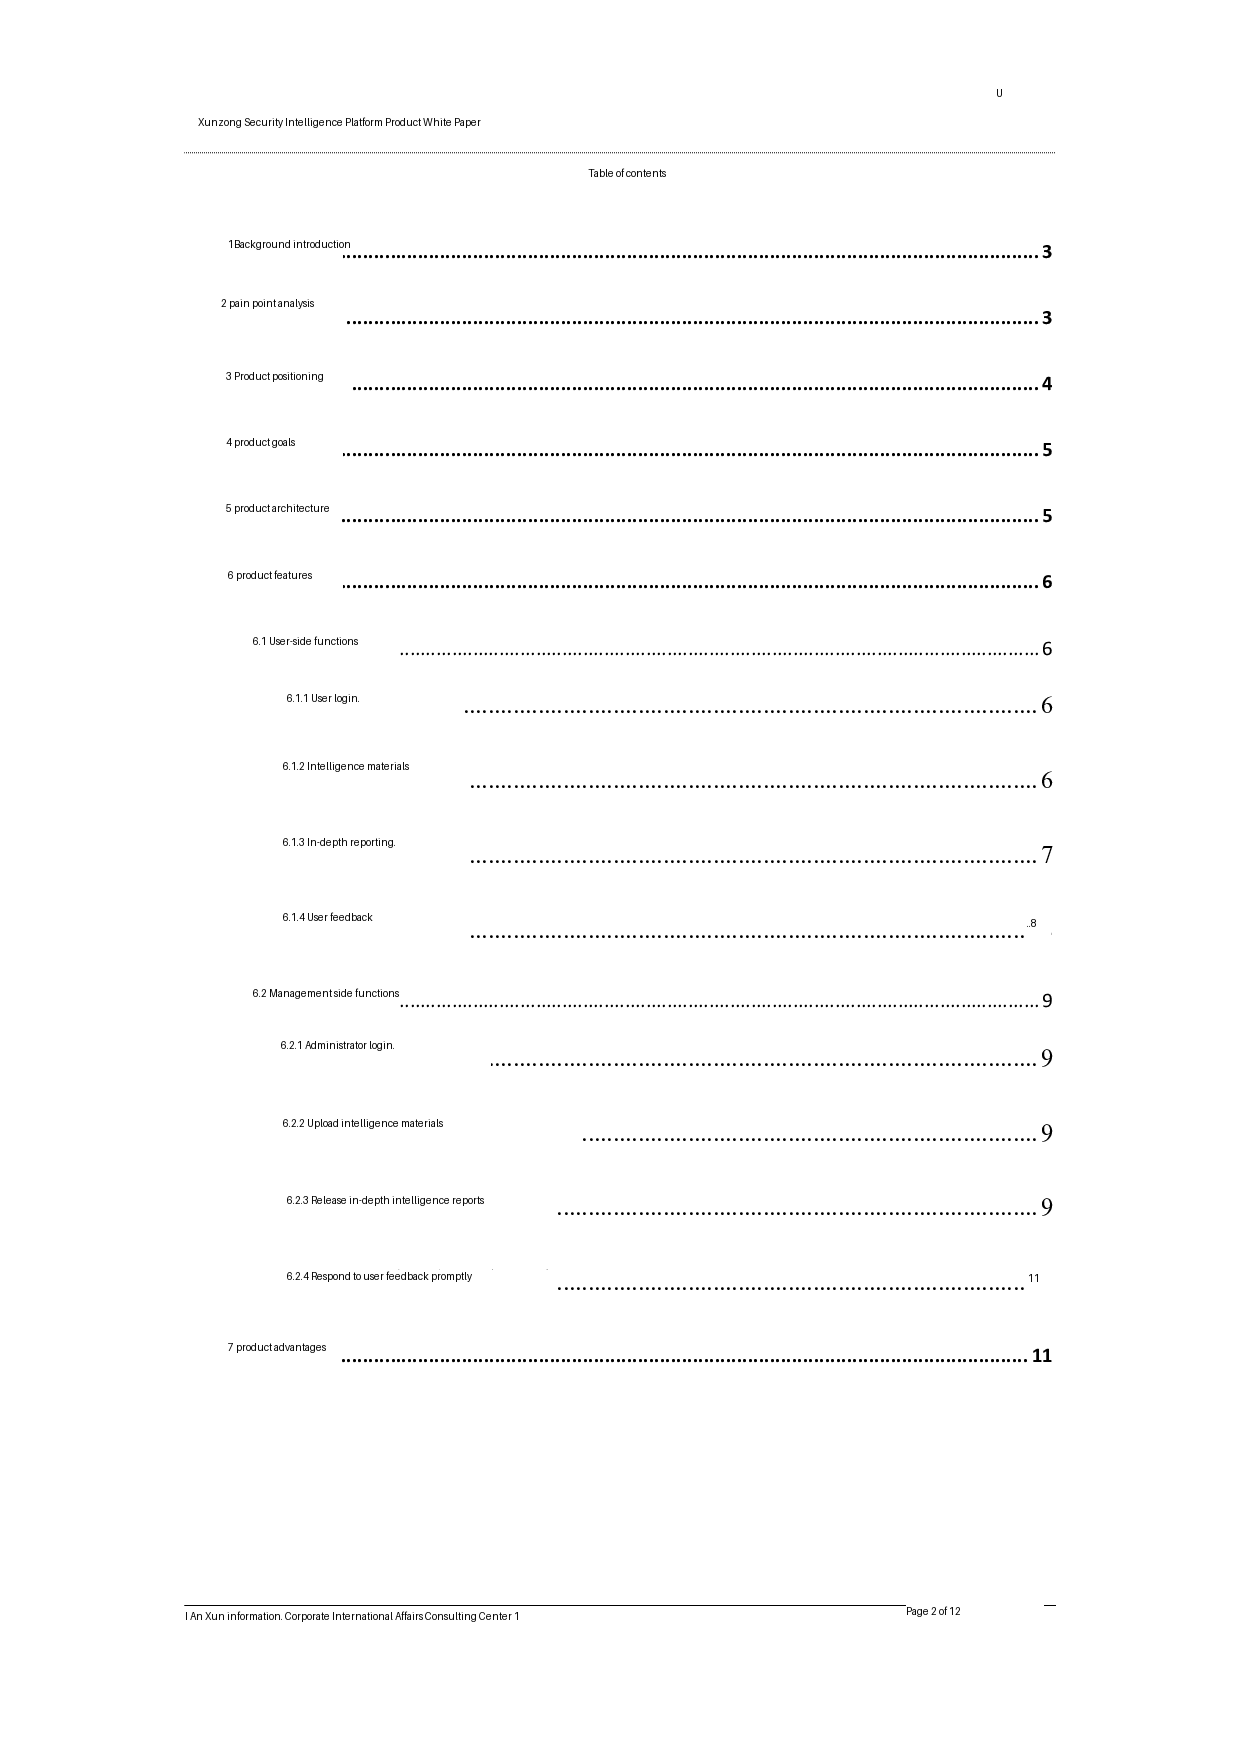 U
Xunzong Security Intelligence Platform Product White Paper
Table of contents
1Background introduction ........ 3
2 pain point analysis ........ 3
3 Product positioning ........ 4
4 product goals ........ 5
5 product architecture ........ 5
6 product features ........ 6
6.1 User-side functions ........ 6
6.1.1 User login. ........ 6
6.1.2 Intelligence materials ........ 6
6.1.3 In-depth reporting. ........ 7
6.1.4 User feedback ........ ..8
6.2 Management side functions ........ 9
6.2.1 Administrator login. ........ 9
6.2.2 Upload intelligence materials ........ 9
6.2.3 Release in-depth intelligence reports ........ 9
6.2.4 Respond to user feedback promptly ........ 11
7 product advantages ........ 11
I An Xun information. Corporate International Affairs Consulting Center 1 Page 2 of 12